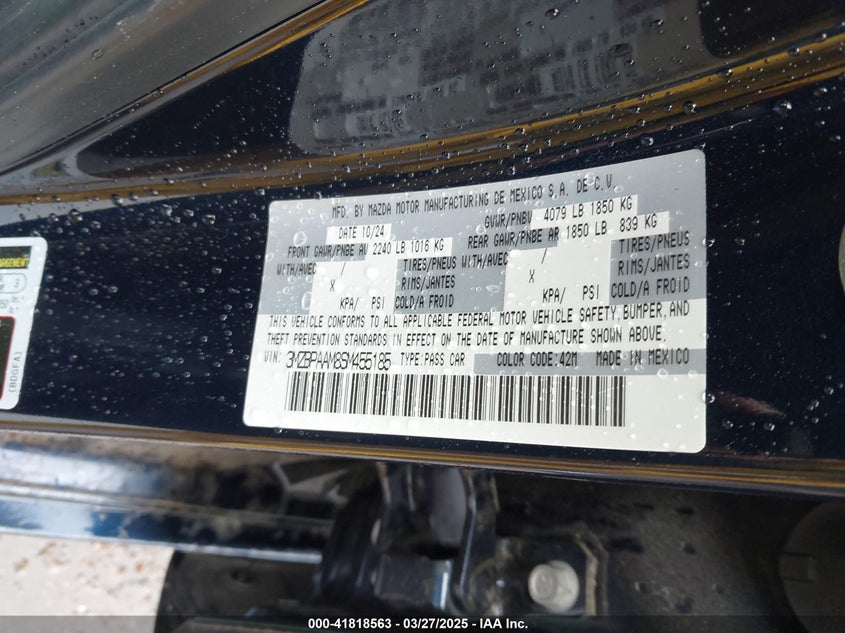 MFD. BY MAZDA MOTOR MANUFACTURING DE MEXICO S.A. DE C.V.
DATE 10/24 GVWR/PNBV 4079 LB 1850 KG
FRONT GAWR/PNBE AV 2240 LB 1016 KG REAR GAWR/PNBE AR 1850 LB 839 KG
WITH/AVEC / TIRES/PNEUS WITH/AVEC / TIRES/PNEUS
X RIMS/JANTES X RIMS/JANTES
KPA/ PSI COLD/A FROID KPA/ PSI COLD/A FROID
THIS VEHICLE CONFORMS TO ALL APPLICABLE FEDERAL MOTOR VEHICLE SAFETY, BUMPER, AND
THEFT PREVENTION STANDARDS IN EFFECT ON THE DATE OF MANUFACTURE SHOWN ABOVE.
VIN: 3MZBPAAM8SM455185 TYPE:PASS CAR COLOR CODE:42M MADE IN MEXICO
(BDGFA)
000-41818563 — 03/27/2025 — IAA Inc.